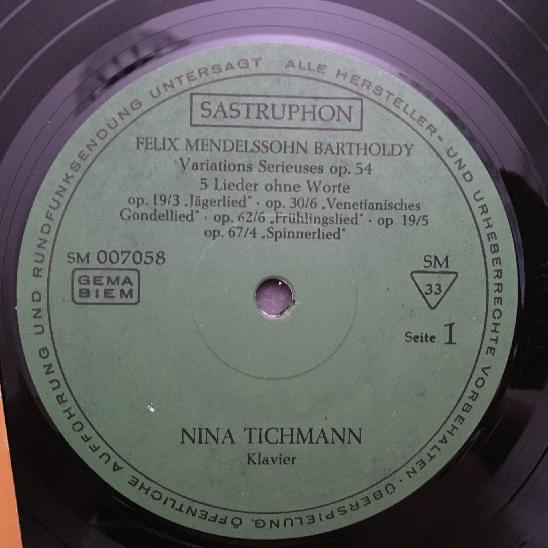 SASTRUPHON
FELIX MENDELSSOHN BARTHOLDY
Variations Serieuses op. 54
5 Lieder ohne Worte
op. 19/3 „Jägerlied" · op. 30/6 „Venetianisches
Gondellied" · op. 62/6 „Frühlingslied" · op. 19/5
op. 67/4 „Spinnerlied"
SM 007058
GEMA
BIEM
SM
33
Seite 1
NINA TICHMANN
Klavier
ALLE HERSTELLER- UND URHEBERRECHTE VORBEHALTEN · ÜBERSPIELUNG, ÖFFENTLICHE AUFFÜHRUNG UND RUNDFUNKSENDUNG UNTERSAGT